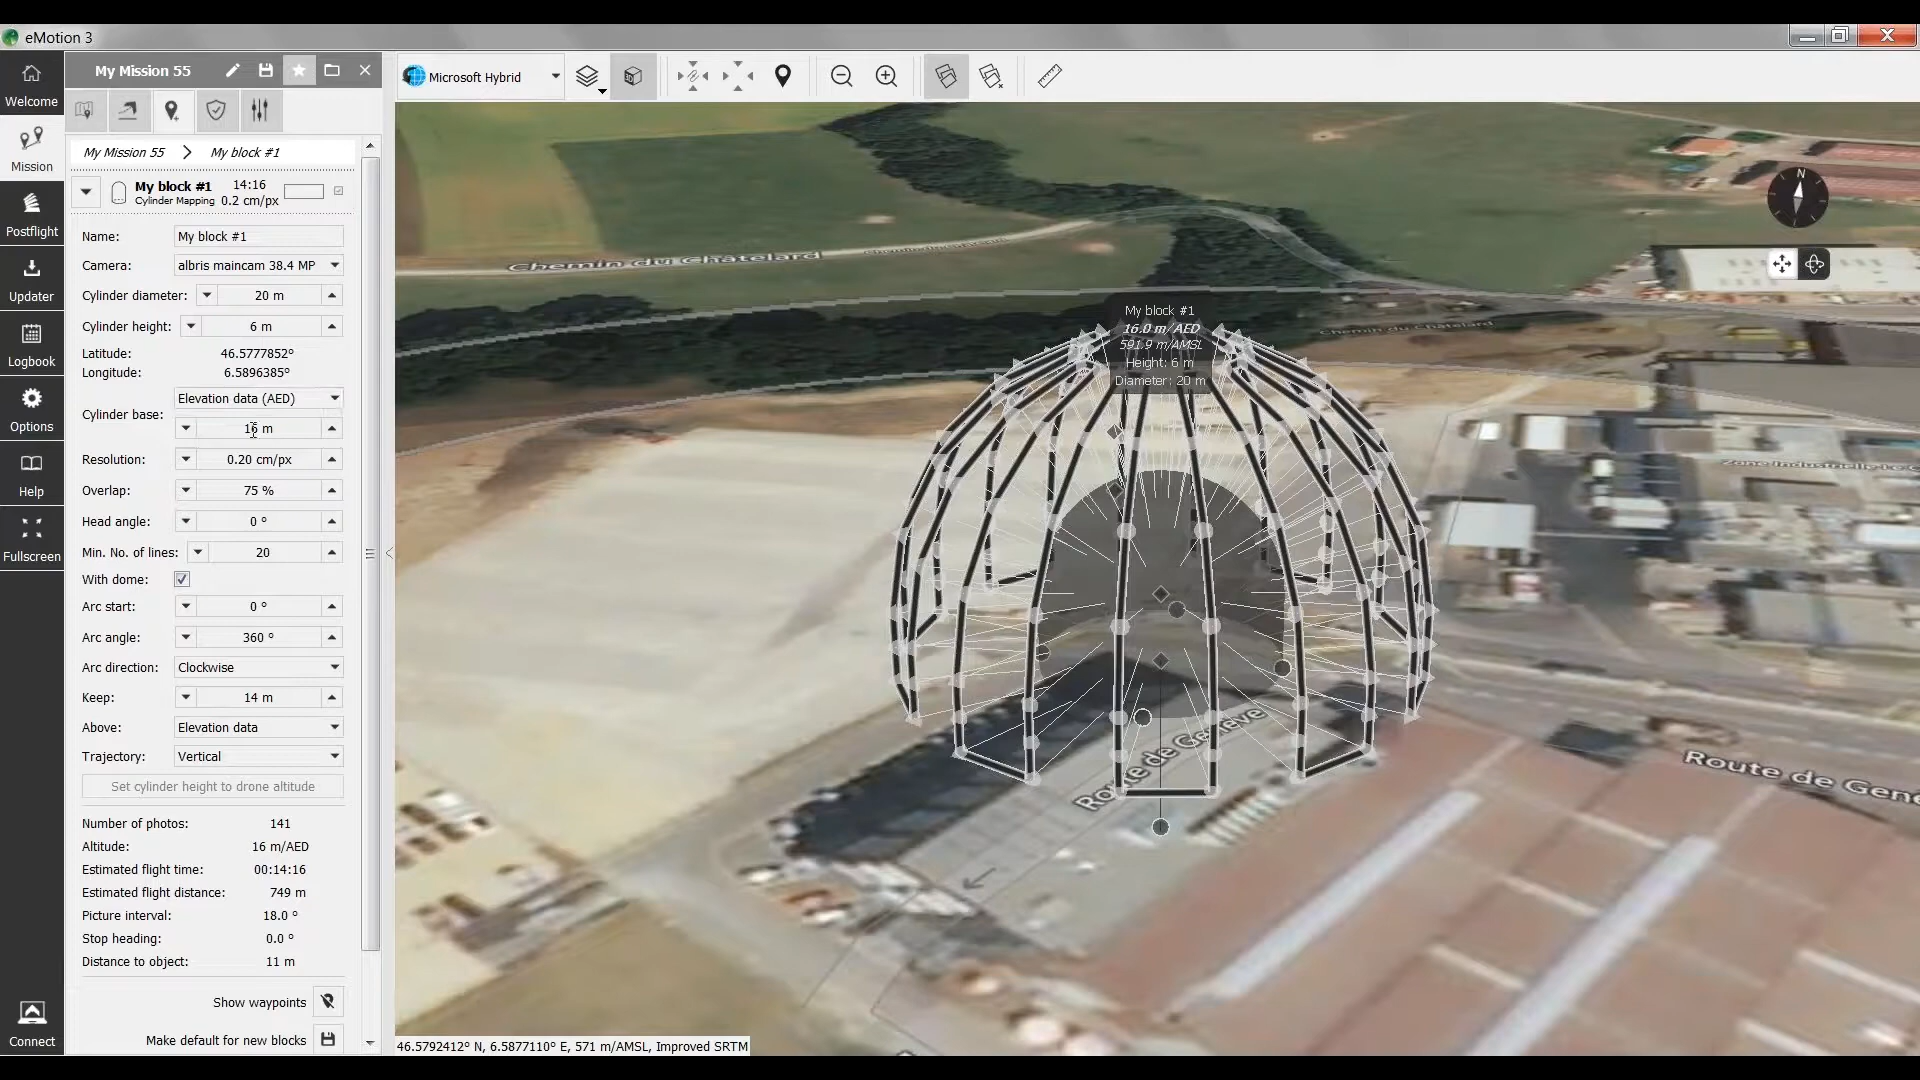 eMotion 3
Welcome
Mission
Postflight
Updater
Logbook
Options
Help
Fullscreen
Connect
My Mission 55
My Mission 55 My block #1
My block #1 14:16
Cylinder Mapping 0.2 cm/px
Name: My block #1
Camera: albris maincam 38.4 MP
Cylinder diameter: 20 m
Cylinder height: 6 m
Latitude: 46.5777852°
Longitude: 6.5896385°
Cylinder base: Elevation data (AED)
16 m
Resolution: 0.20 cm/px
Overlap: 75 %
Head angle: 0 °
Min. No. of lines: 20
With dome:
Arc start: 0 °
Arc angle: 360 °
Arc direction: Clockwise
Keep: 14 m
Above: Elevation data
Trajectory: Vertical
Set cylinder height to drone altitude
Number of photos: 141
Altitude: 16 m/AED
Estimated flight time: 00:14:16
Estimated flight distance: 749 m
Picture interval: 18.0 °
Stop heading: 0.0 °
Distance to object: 11 m
Show waypoints
Make default for new blocks
Microsoft Hybrid
N
Chemin du Châtelard
Chemin du Châtelard
My block #1
16.0 m/AED
591.9 m/AMSL
Height: 6 m
Diameter: 20 m
Route de Genève
Route de Gen
46.5792412° N, 6.5877110° E, 571 m/AMSL, Improved SRTM